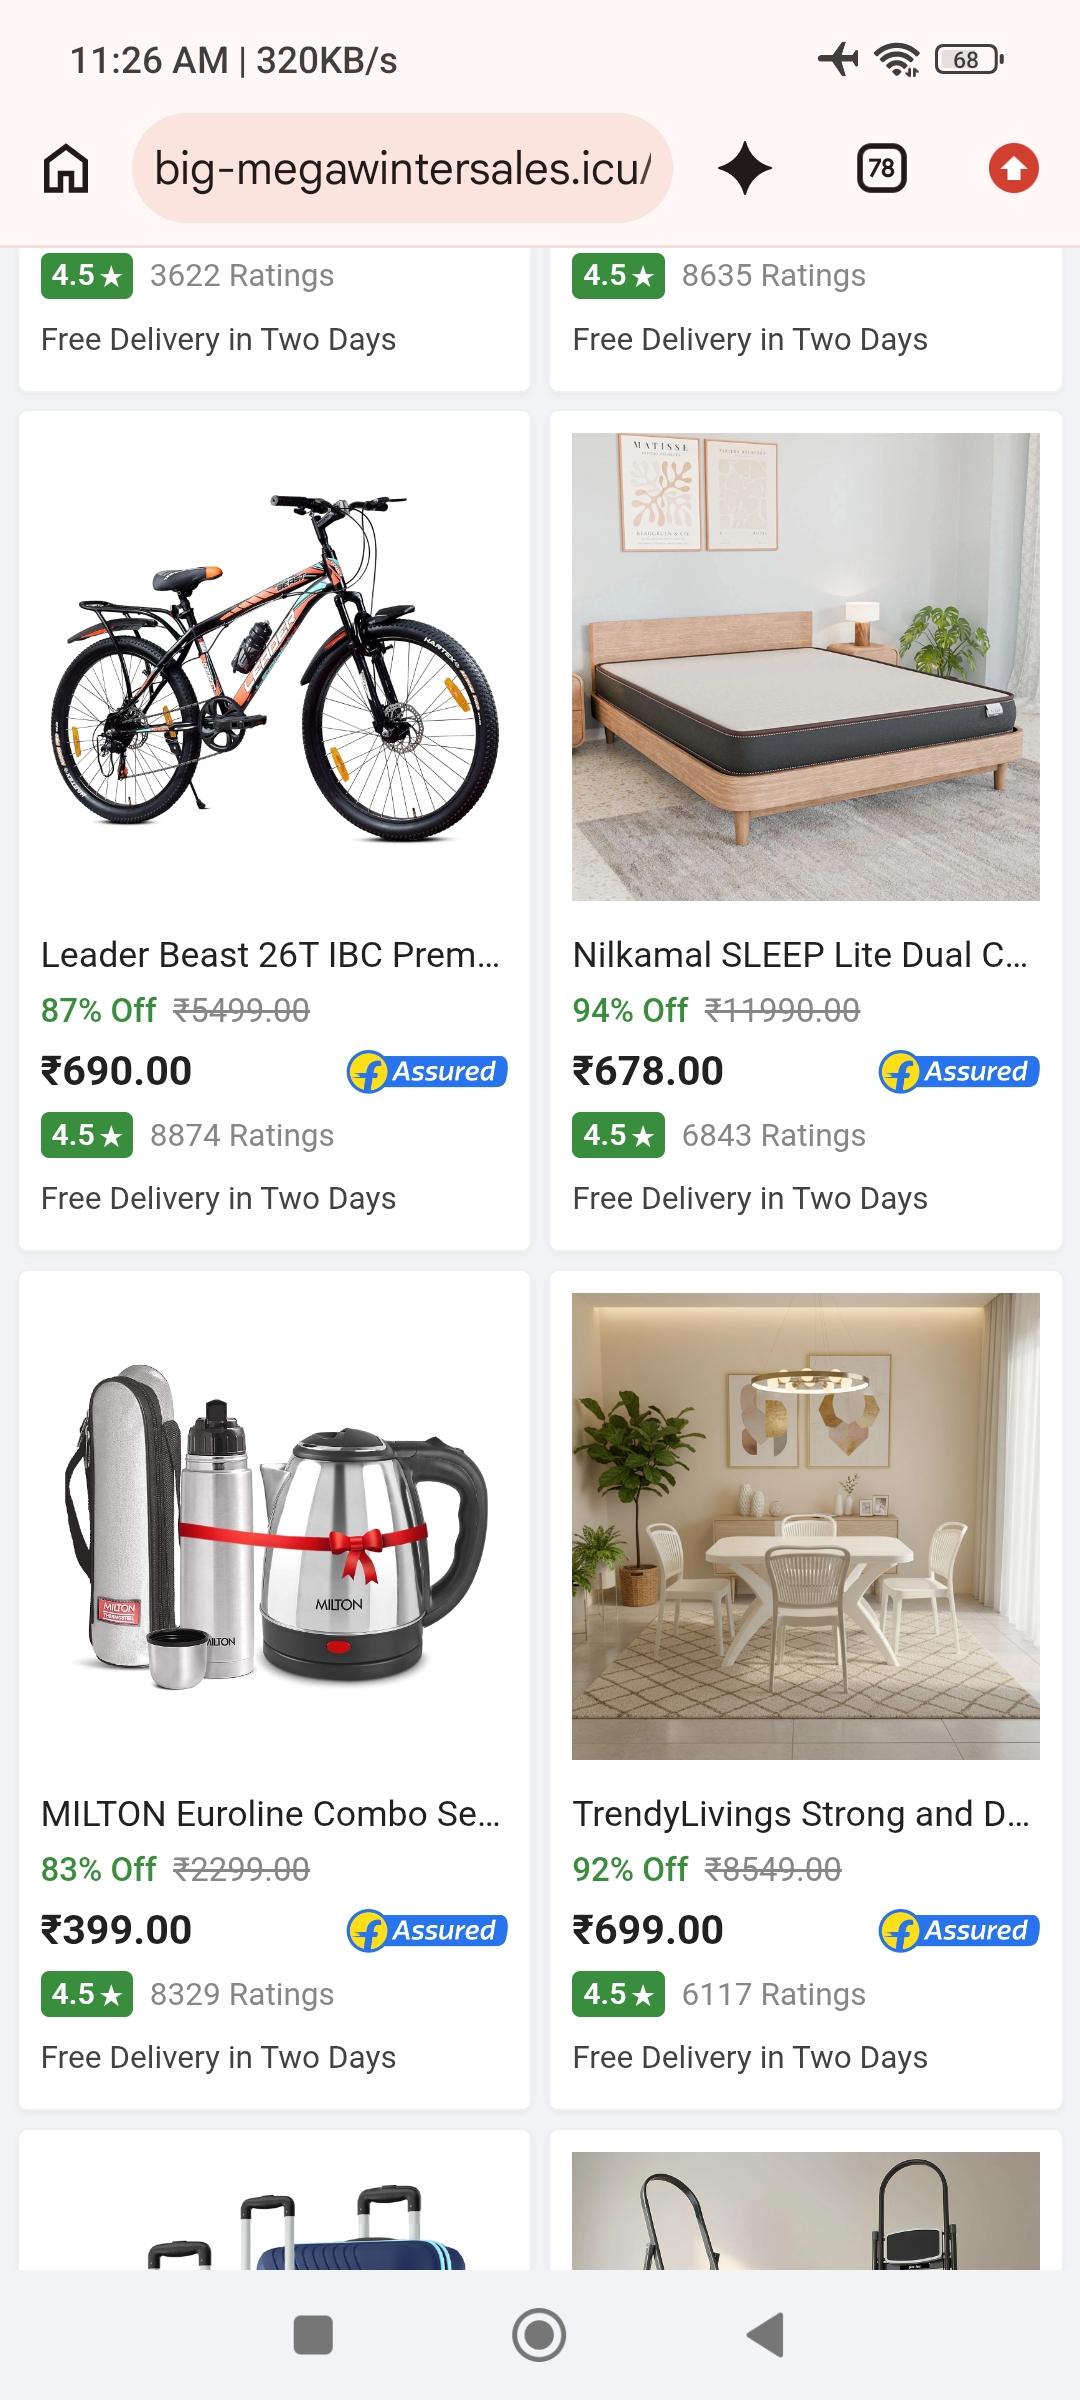 11:26 AM | 320KB/s
68
big-megawintersales.icu/
78
4.5★ 3622 Ratings
Free Delivery in Two Days
4.5★ 8635 Ratings
Free Delivery in Two Days
MATISSE
Leader Beast 26T IBC Prem...
87% Off ₹5499.00
₹690.00 Assured
4.5★ 8874 Ratings
Free Delivery in Two Days
Nilkamal SLEEP Lite Dual C...
94% Off ₹11990.00
₹678.00 Assured
4.5★ 6843 Ratings
Free Delivery in Two Days
MILTON
THERMOSTEEL
MILTON
MILTON
MILTON Euroline Combo Se...
83% Off ₹2299.00
₹399.00 Assured
4.5★ 8329 Ratings
Free Delivery in Two Days
TrendyLivings Strong and D...
92% Off ₹8549.00
₹699.00 Assured
4.5★ 6117 Ratings
Free Delivery in Two Days